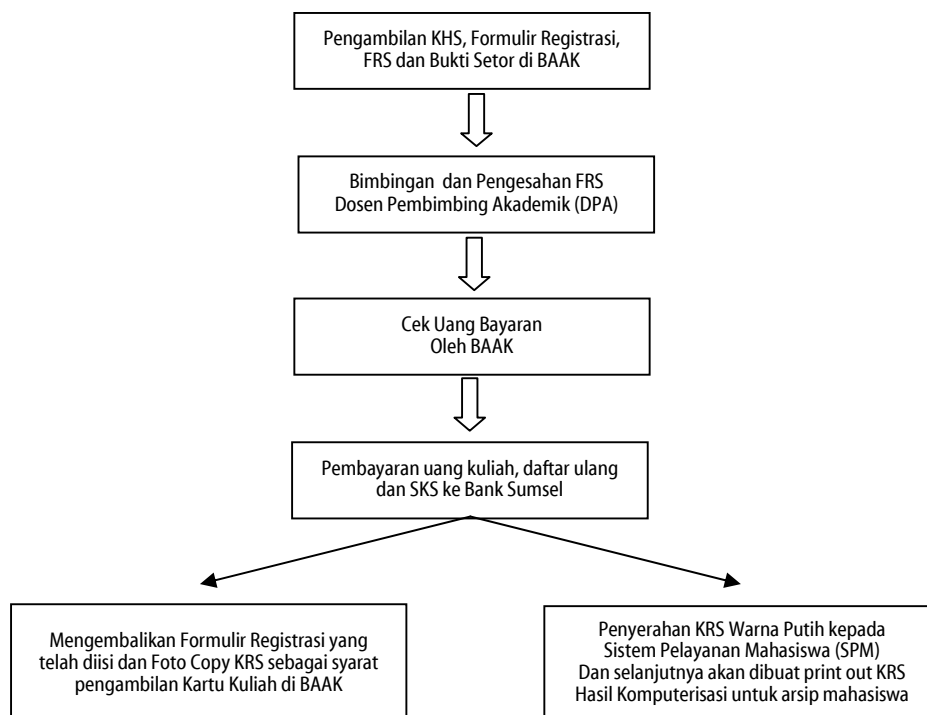 Pengambilan KHS, Formulir Registrasi,
FRS dan Bukti Setor di BAAK
Bimbingan  dan Pengesahan FRS
Dosen Pembimbing Akademik (DPA)
Cek Uang Bayaran
Oleh BAAK
Pembayaran uang kuliah, daftar ulang
dan SKS ke Bank Sumsel
Mengembalikan Formulir Registrasi yang
telah diisi dan Foto Copy KRS sebagai syarat
pengambilan Kartu Kuliah di BAAK
Penyerahan KRS Warna Putih kepada
Sistem Pelayanan Mahasiswa (SPM)
Dan selanjutnya akan dibuat print out KRS
Hasil Komputerisasi untuk arsip mahasiswa